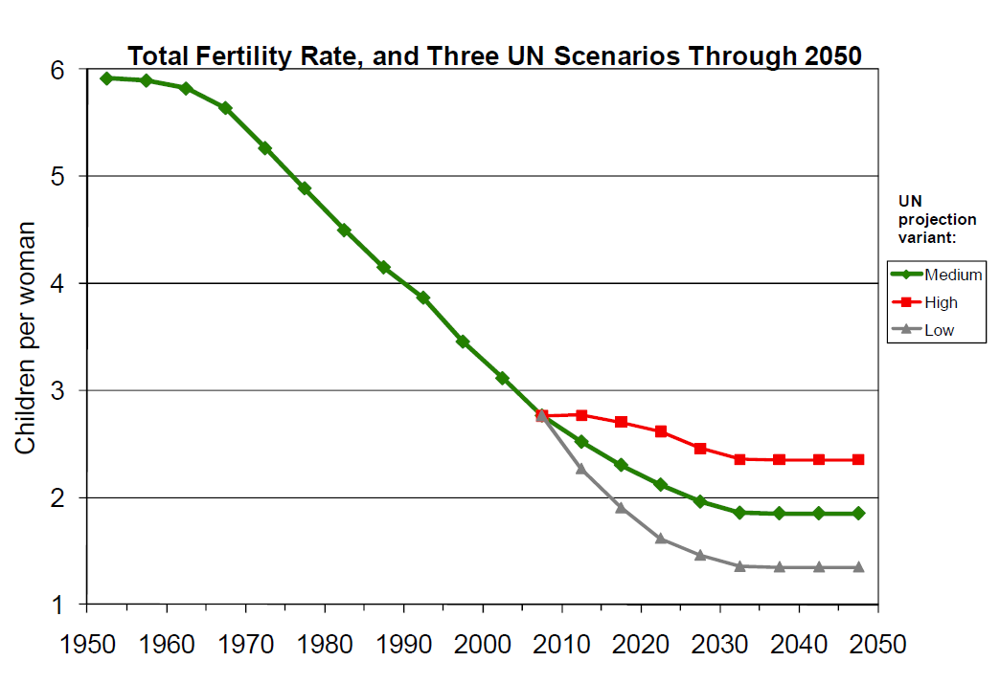 Total Fertility Rate, and Three UN Scenarios Through 2050
6
5
4
3
2
1
Children per woman
1950 1960 1970 1980 1990 2000 2010 2020 2030 2040 2050
UN
projection
variant:
Medium
High
Low